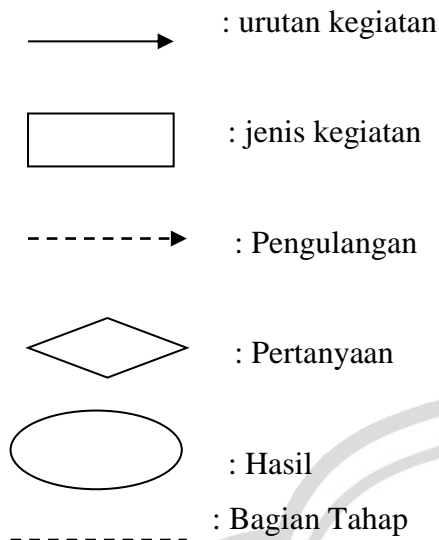 : urutan kegiatan
: jenis kegiatan
: Pengulangan
: Pertanyaan
: Hasil
: Bagian Tahap